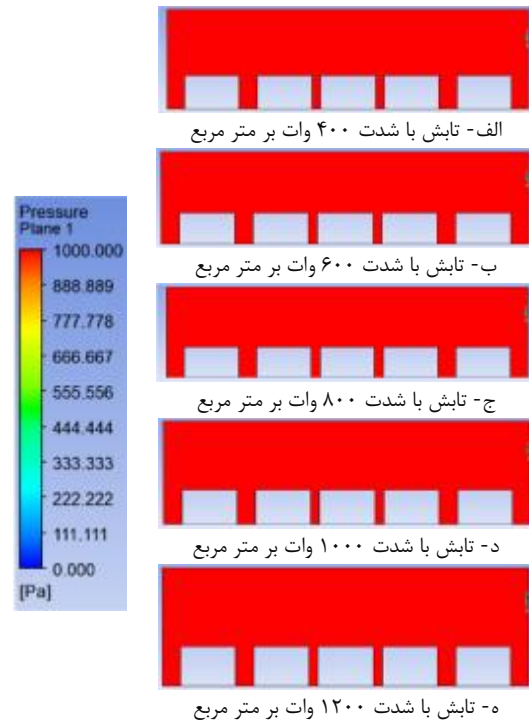 الف- تابش با شدت ۴۰۰ وات بر متر مربع
ب- تابش با شدت ۶۰۰ وات بر متر مربع
Pressure
Plane 1
1000.000
888.889
777.778
666.667
555.556
444.444
333.333
222.222
111.111
0.000
[Pa]
ج- تابش با شدت ۸۰۰ وات بر متر مربع
د- تابش با شدت ۱۰۰۰ وات بر متر مربع
ه- تابش با شدت ۱۲۰۰ وات بر متر مربع